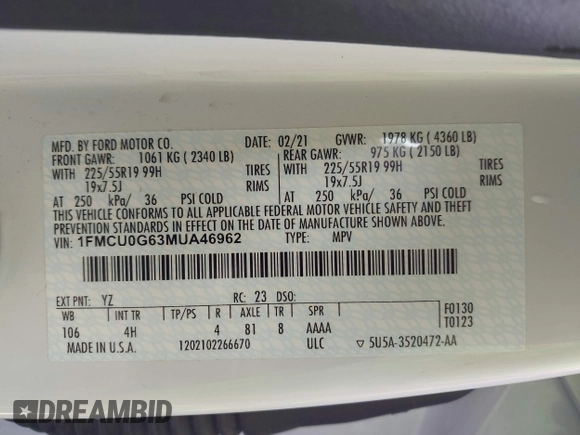 MFD. BY FORD MOTOR CO. DATE: 02/21 GVWR: 1978 KG ( 4360 LB)
FRONT GAWR: 1061 KG ( 2340 LB) REAR GAWR: 975 KG ( 2150 LB)
WITH 225/55R19 99H TIRES WITH 225/55R19 99H TIRES
19x7.5J RIMS 19x7.5J RIMS
AT 250 kPa/ 36 PSI COLD AT 250 kPa/ 36 PSI COLD
THIS VEHICLE CONFORMS TO ALL APPLICABLE FEDERAL MOTOR VEHICLE SAFETY AND THEFT
PREVENTION STANDARDS IN EFFECT ON THE DATE OF MANUFACTURE SHOWN ABOVE.
VIN: 1FMCU0G63MUA46962 TYPE: MPV
EXT PNT: YZ RC: 23 DSO:
WB INT TR TP/PS R AXLE TR SPR F0130
106 4H 4 81 8 AAAA T0123
MADE IN U.S.A. 1202102266670 ULC ▽ 5U5A-3520472-AA
DREAMBID